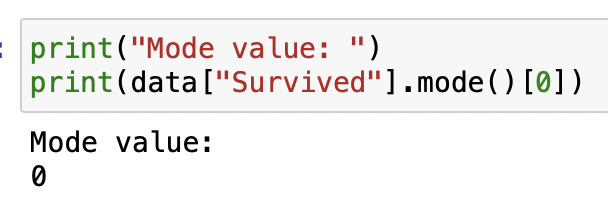 :
print("Mode value: ")
print(data["Survived"].mode()[0])
Mode value:
0